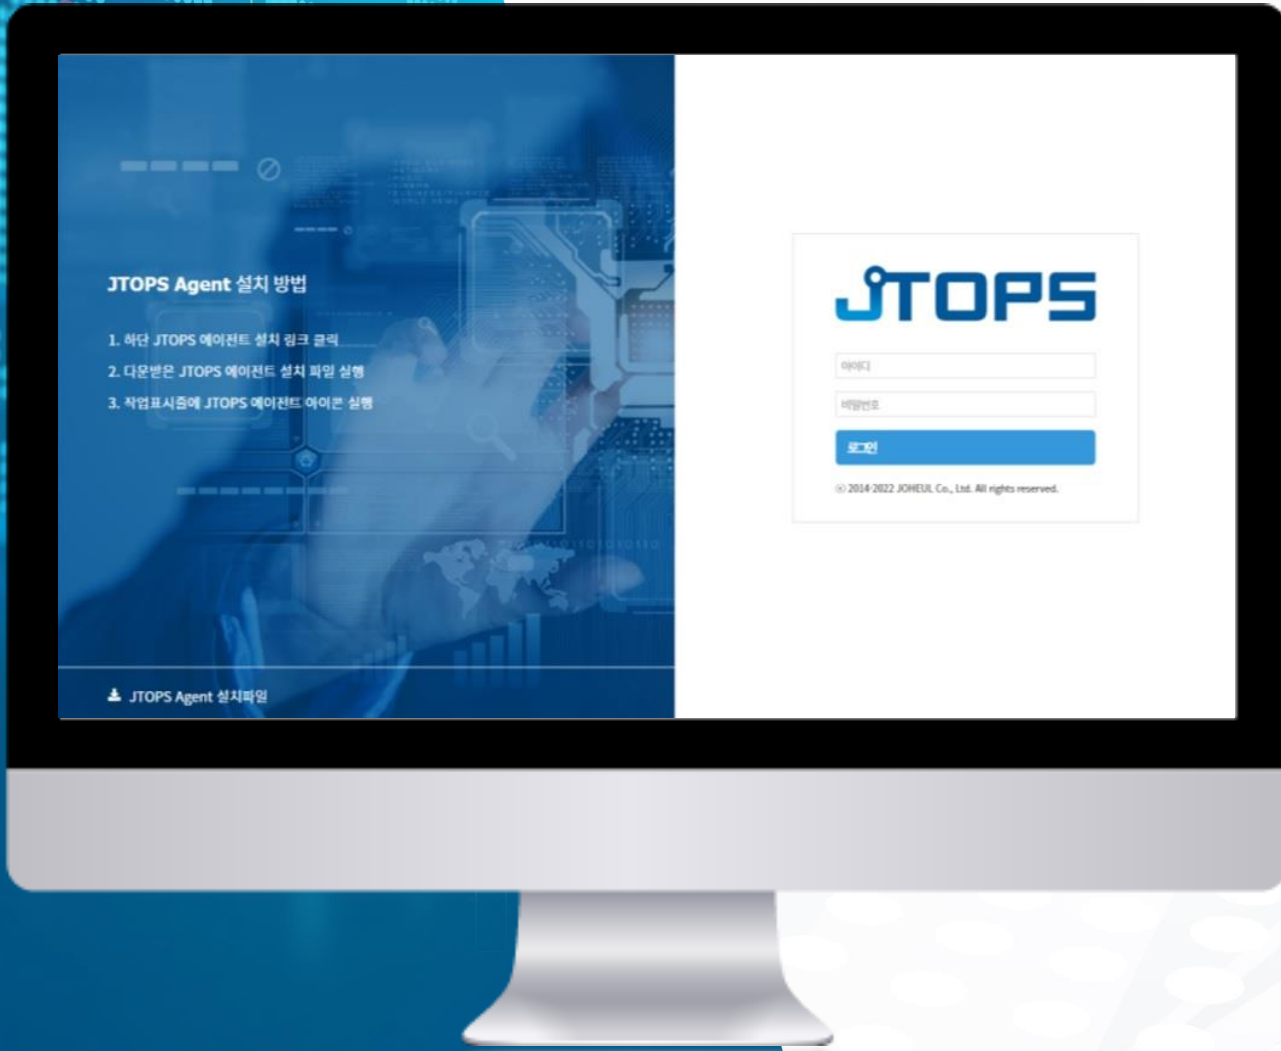 JTOPS Agent 설치 방법
1. 하단 JTOPS 에이전트 설치 링크 클릭
2. 다운받은 JTOPS 에이전트 설치 파일 실행
3. 작업표시줄에 JTOPS 에이전트 아이콘 실행
JTOPS Agent 설치파일
JTOPS
아이디
비밀번호
로그인
ⓒ 2014-2022 JOHEUL Co., Ltd. All rights reserved.